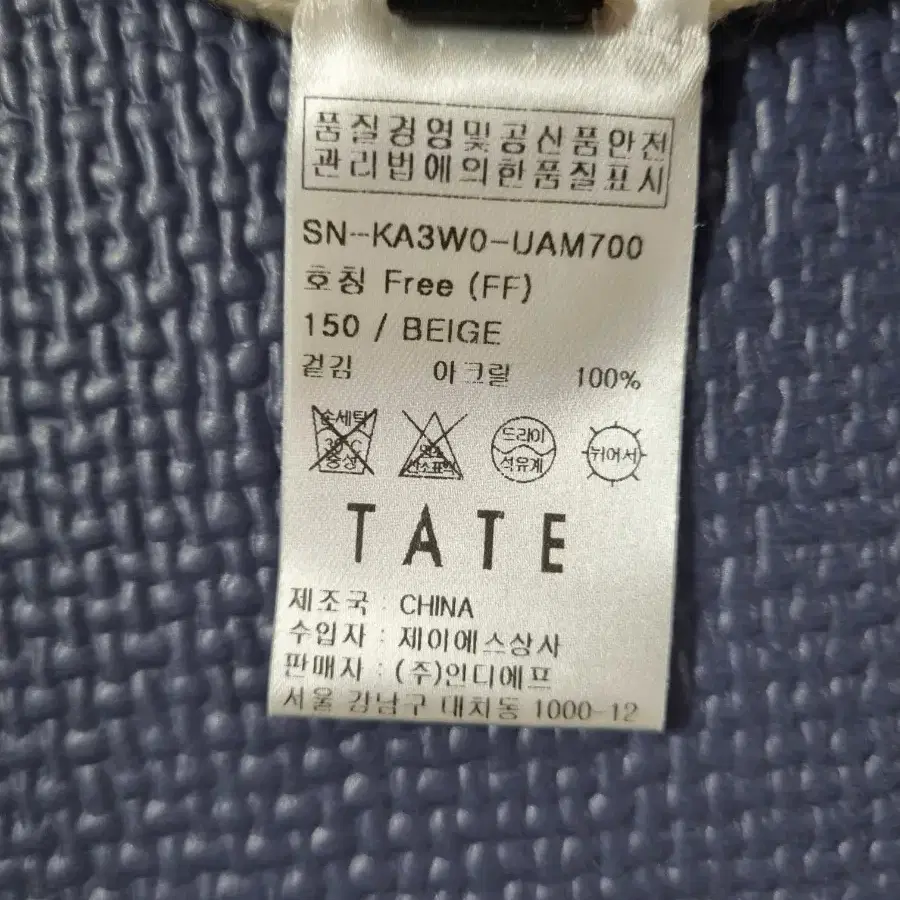 품질경영및공산품안전
관리법에의한품질표시
SN-KA3W0-UAM700
호칭 Free (FF)
150 / BEIGE
겉감 아크릴 100%
손세탁 드라이
30°C 석유계 뉘어서
중성 산소표백
TATE
제조국 : CHINA
수입자 : 제이에스상사
판매자 : (주)인디에프
서울 강남구 대치동 1000-12